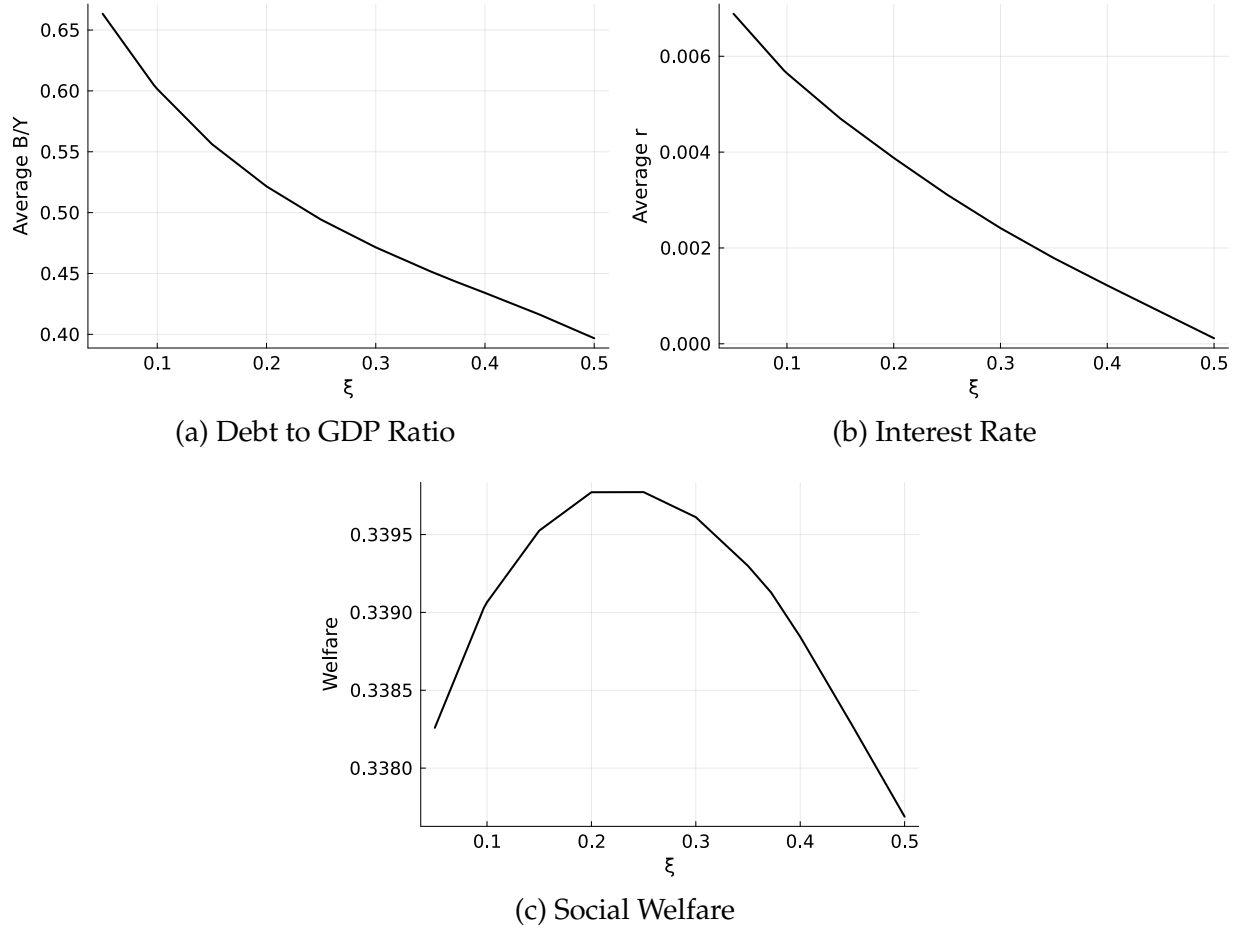 0.65
0.60
0.55
0.50
0.45
0.40
Average B/Y
0.1 0.2 0.3 0.4 0.5
ξ
(a) Debt to GDP Ratio
0.006
0.004
0.002
0.000
Average r
0.1 0.2 0.3 0.4 0.5
ξ
(b) Interest Rate
0.3395
0.3390
0.3385
0.3380
Welfare
0.1 0.2 0.3 0.4 0.5
ξ
(c) Social Welfare